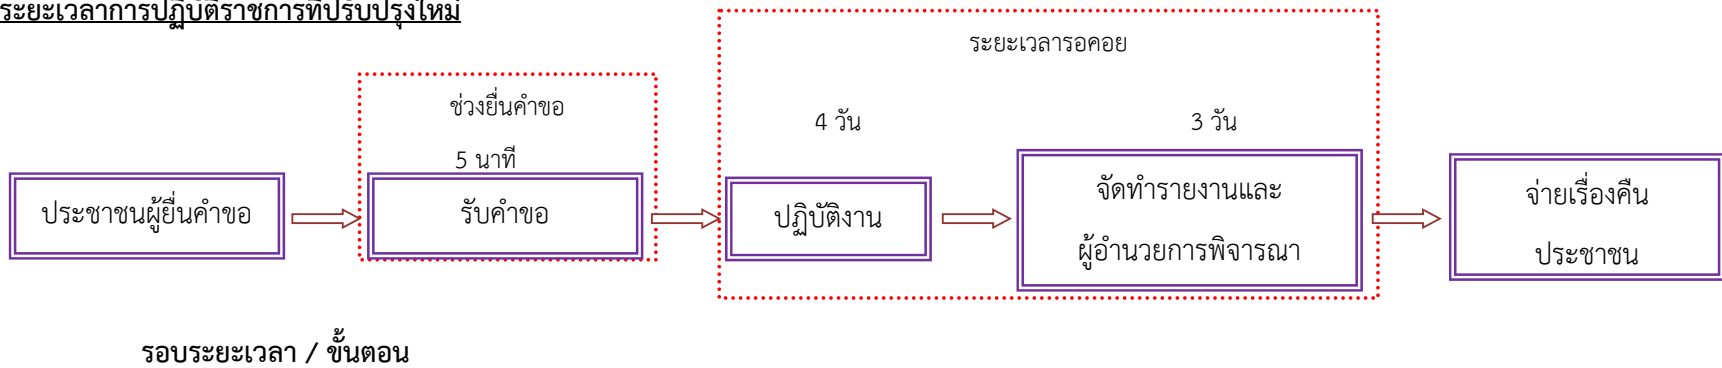 ระยะเวลาการปฏิบัติราชการที่ปรับปรุงใหม่
ระยะเวลารอคอย
ช่วงยื่นคำขอ
4 วัน
3 วัน
5 นาที
ประชาชนผู้ยื่นคำขอ
รับคำขอ
ปฏิบัติงาน
จัดทำรายงานและ
ผู้อำนวยการพิจารณา
จ่ายเรื่องคืน
ประชาชน
รอบระยะเวลา / ขั้นตอน